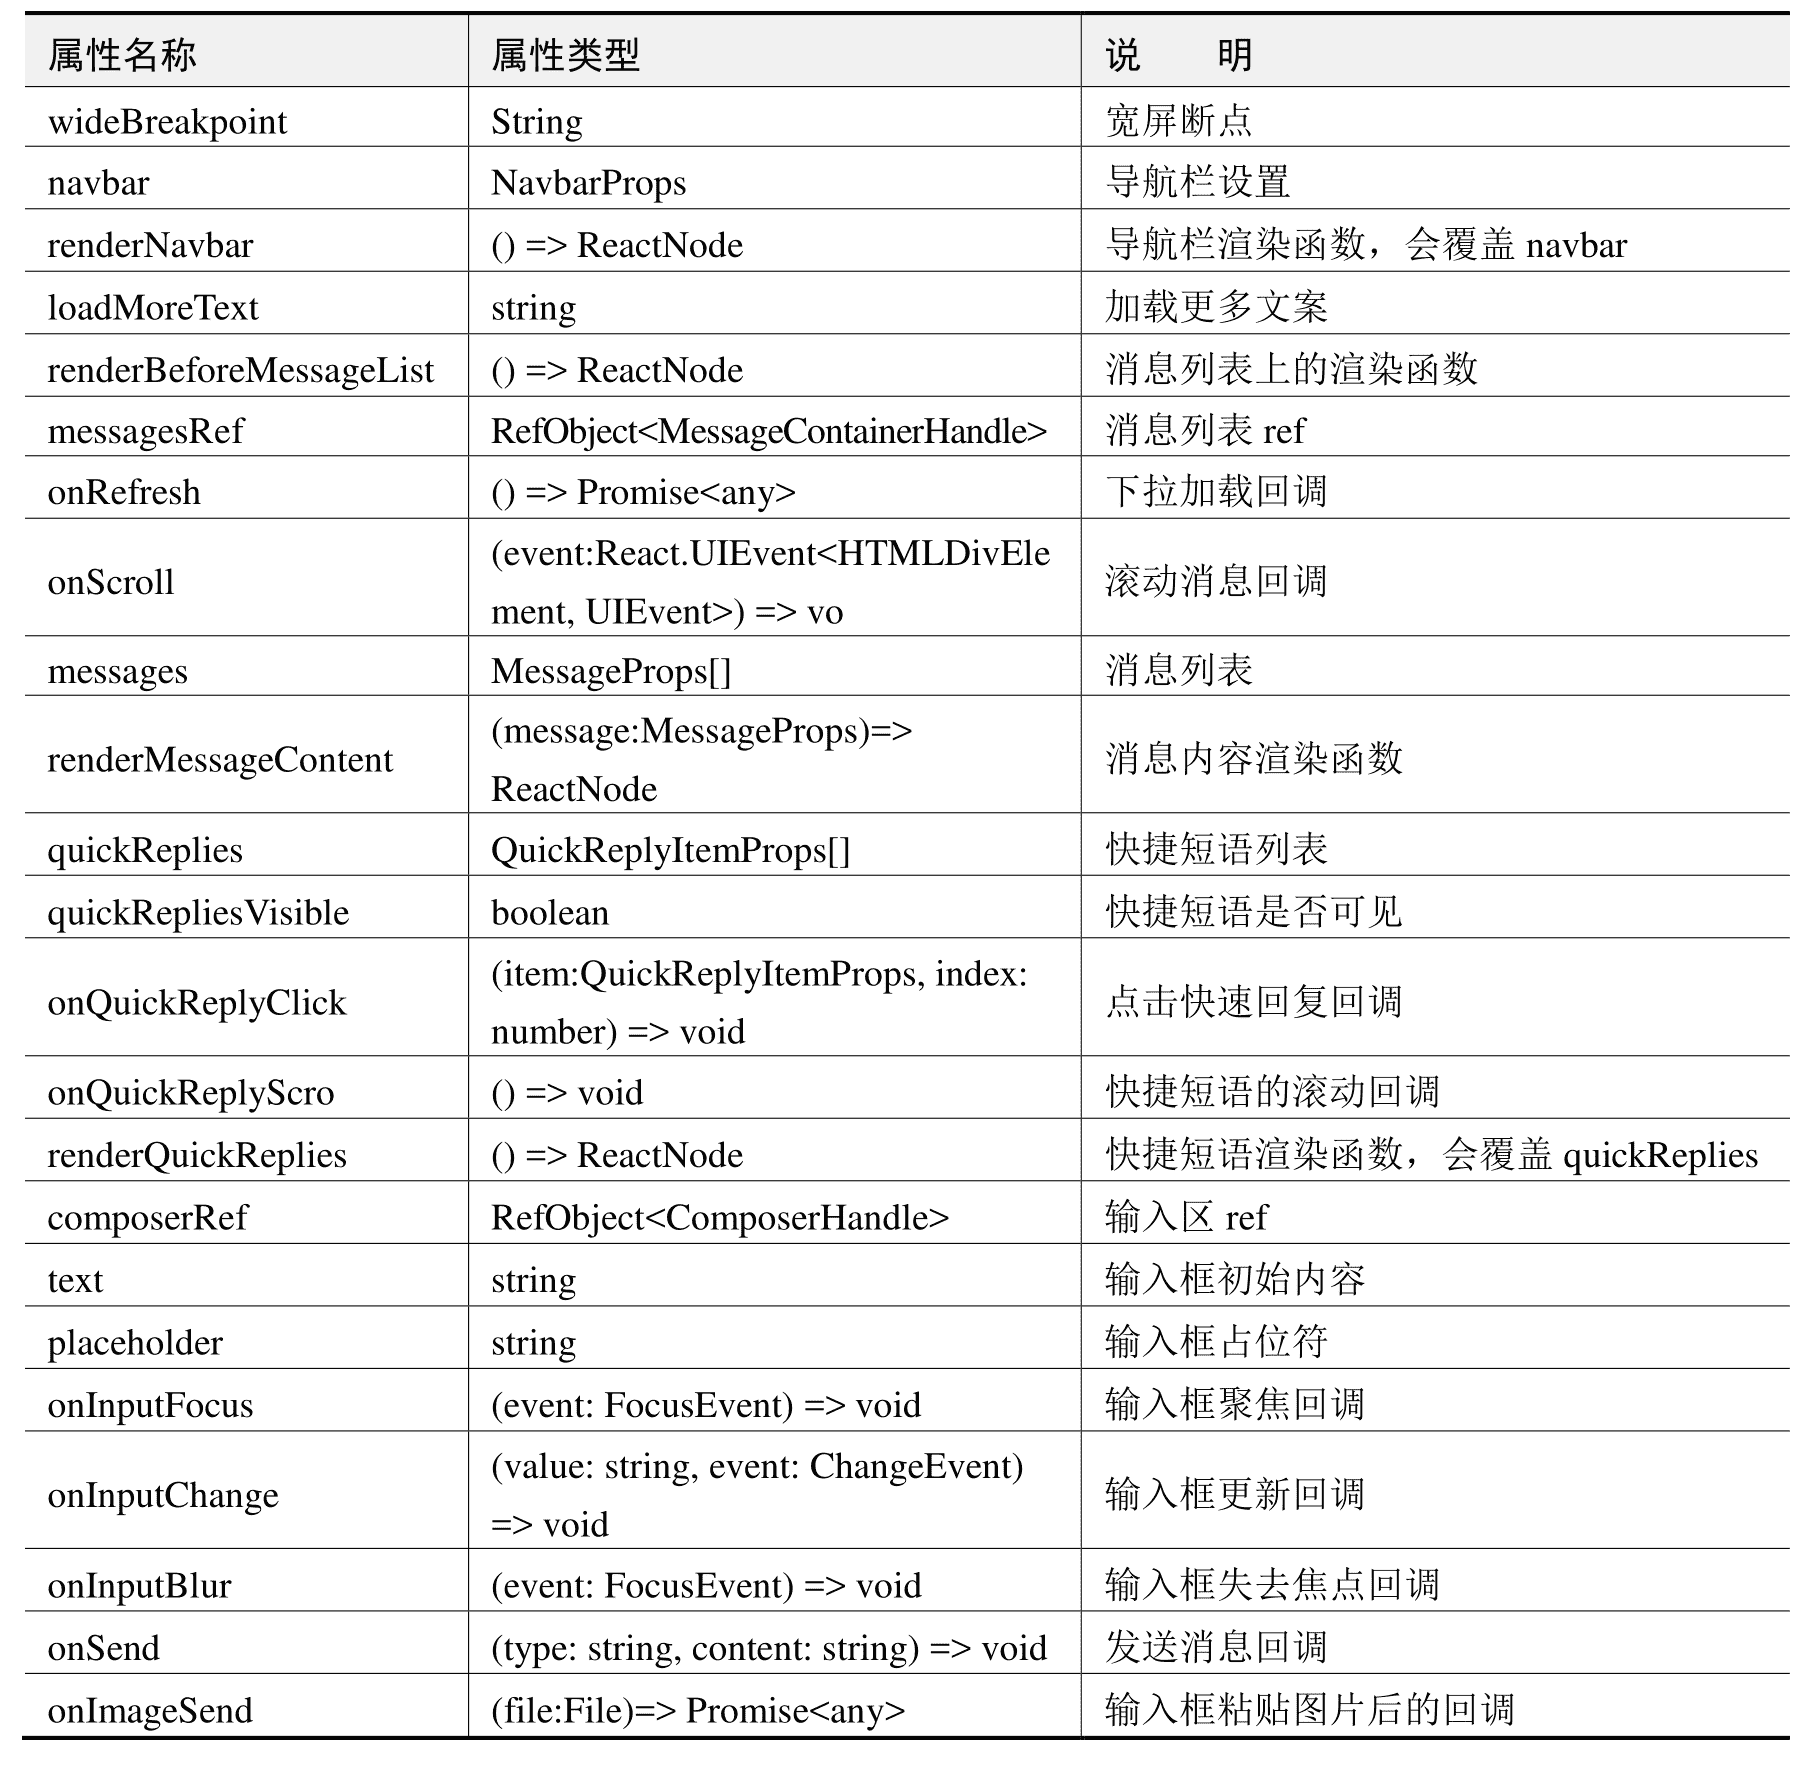 属性名称 属性类型 说 明
wideBreakpoint String 宽屏断点
navbar NavbarProps 导航栏设置
renderNavbar () => ReactNode 导航栏渲染函数，会覆盖 navbar
loadMoreText string 加载更多文案
renderBeforeMessageList () => ReactNode 消息列表上的渲染函数
messagesRef RefObject<MessageContainerHandle> 消息列表 ref
onRefresh () => Promise<any> 下拉加载回调
onScroll (event:React.UIEvent<HTMLDivEle
ment, UIEvent>) => vo 滚动消息回调
messages MessageProps[] 消息列表
renderMessageContent (message:MessageProps)=>
ReactNode 消息内容渲染函数
quickReplies QuickReplyItemProps[] 快捷短语列表
quickRepliesVisible boolean 快捷短语是否可见
onQuickReplyClick (item:QuickReplyItemProps, index:
number) => void 点击快速回复回调
onQuickReplyScro () => void 快捷短语的滚动回调
renderQuickReplies () => ReactNode 快捷短语渲染函数，会覆盖 quickReplies
composerRef RefObject<ComposerHandle> 输入区 ref
text string 输入框初始内容
placeholder string 输入框占位符
onInputFocus (event: FocusEvent) => void 输入框聚焦回调
onInputChange (value: string, event: ChangeEvent)
=> void 输入框更新回调
onInputBlur (event: FocusEvent) => void 输入框失去焦点回调
onSend (type: string, content: string) => void 发送消息回调
onImageSend (file:File)=> Promise<any> 输入框粘贴图片后的回调